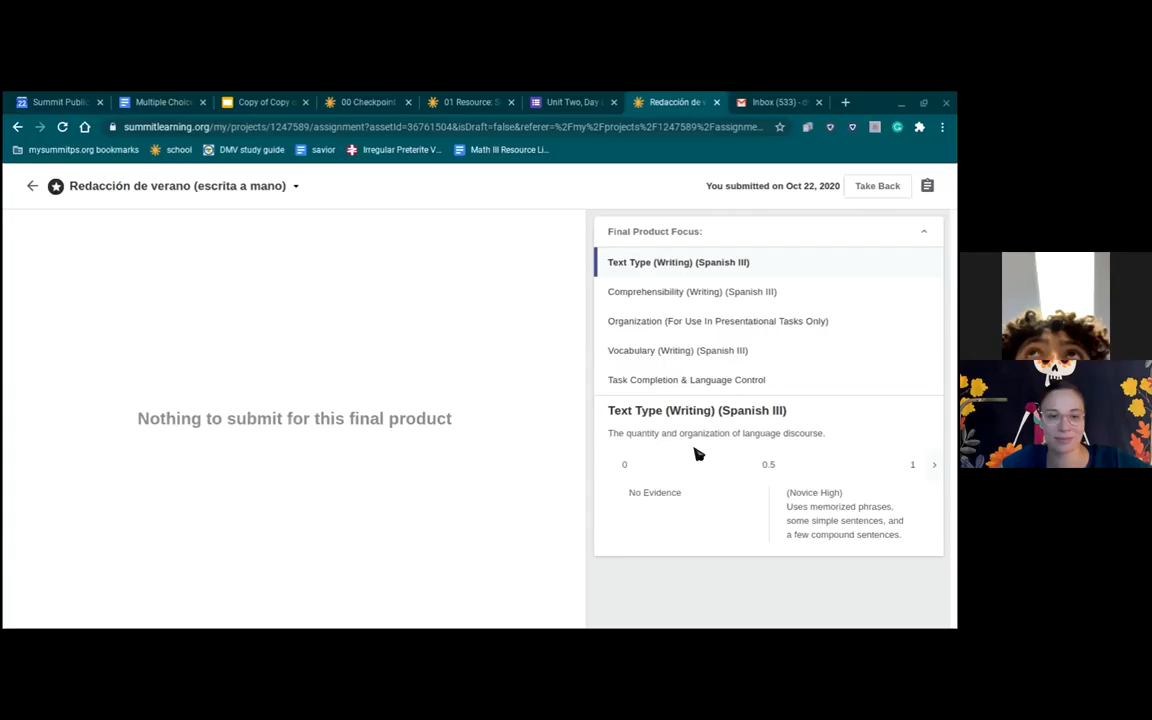 Summit Public
Multiple Choice
Copy of Copy o
00 Checkpoint
01 Resource: S
Unit Two, Day
Redacción de v
Inbox (533) - d
summitlearning.org/my/projects/1247589/assignment?assetId=36761504&isDraft=false&referer=%2Fmy%2Fprojects%2F1247589%2Fassignme...
mysummitps.org bookmarks
school
DMV study guide
savior
Irregular Preterite V...
Math III Resource Li...
Redacción de verano (escrita a mano)
You submitted on Oct 22, 2020
Take Back
Nothing to submit for this final product
Final Product Focus:
Text Type (Writing) (Spanish III)
Comprehensibility (Writing) (Spanish III)
Organization (For Use In Presentational Tasks Only)
Vocabulary (Writing) (Spanish III)
Task Completion & Language Control
Text Type (Writing) (Spanish III)
The quantity and organization of language discourse.
0
0.5
1
No Evidence
(Novice High)
Uses memorized phrases,
some simple sentences, and
a few compound sentences.